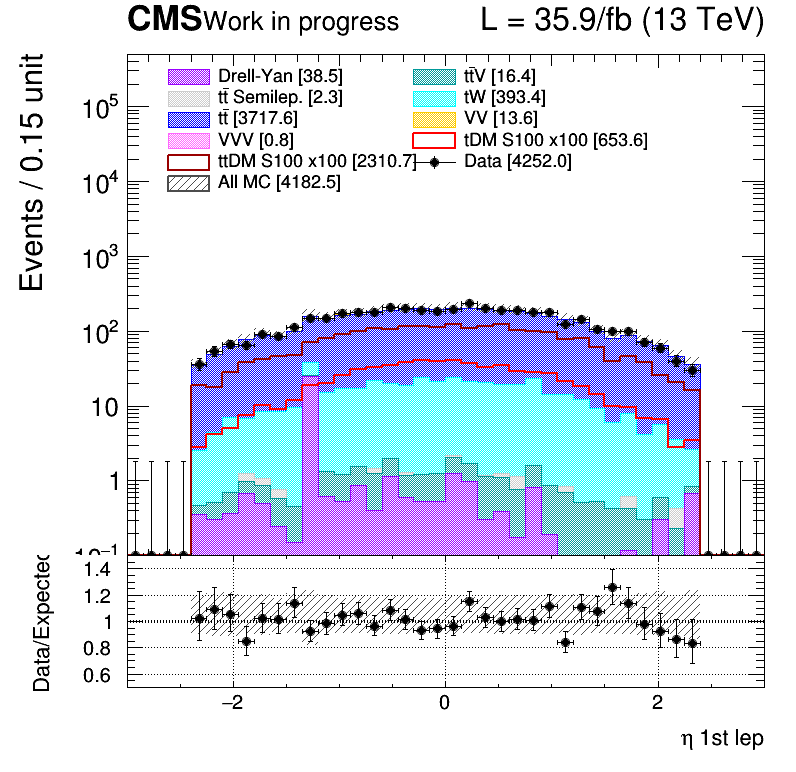 CMS Work in progress L = 35.9/fb (13 TeV)
Drell-Yan [38.5] tt̄V [16.4]
tt̄ Semilep. [2.3] tW [393.4]
tt̄ [3717.6] VV [13.6]
VVV [0.8] tDM S100 x100 [653.6]
ttDM S100 x100 [2310.7] Data [4252.0]
All MC [4182.5]
Events / 0.15 unit
10⁵
10⁴
10³
10²
10
1
10⁻¹
Data/Expected
1.4
1.2
1
0.8
0.6
−2 0 2
η 1st lep